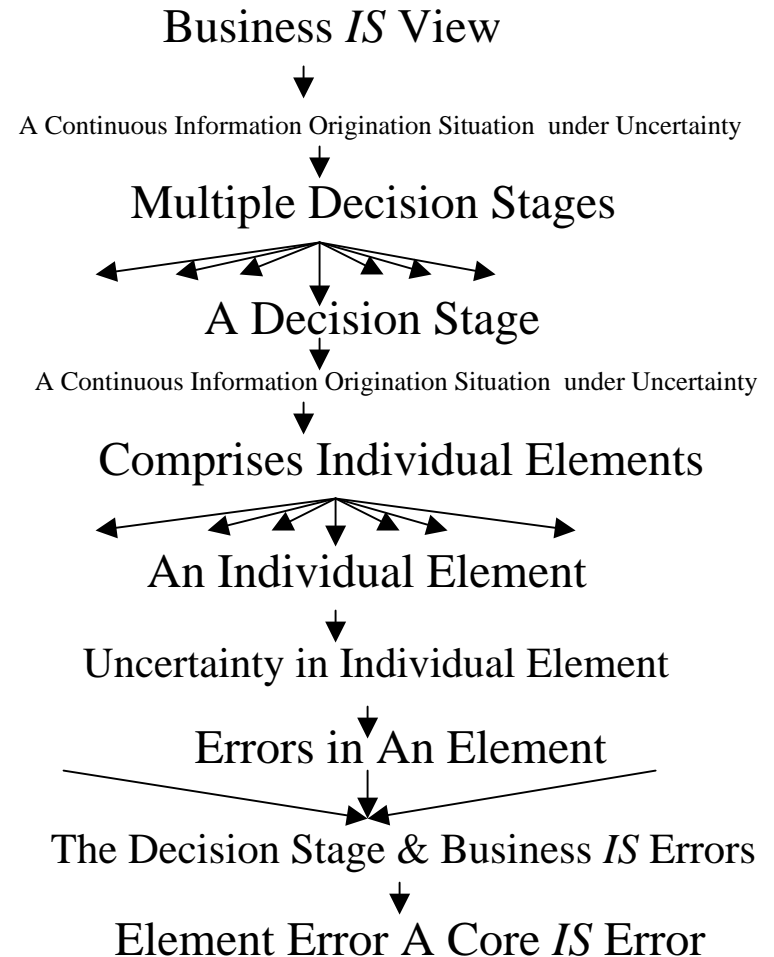 Business IS View
A Continuous Information Origination Situation under Uncertainty
Multiple Decision Stages
A Decision Stage
A Continuous Information Origination Situation under Uncertainty
Comprises Individual Elements
An Individual Element
Uncertainty in Individual Element
Errors in An Element
The Decision Stage & Business IS Errors
Element Error A Core IS Error